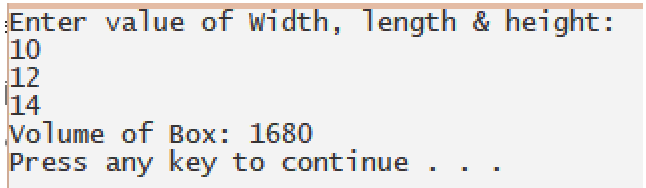 Enter value of Width, length & height:
10
12
14
Volume of Box: 1680
Press any key to continue . . .